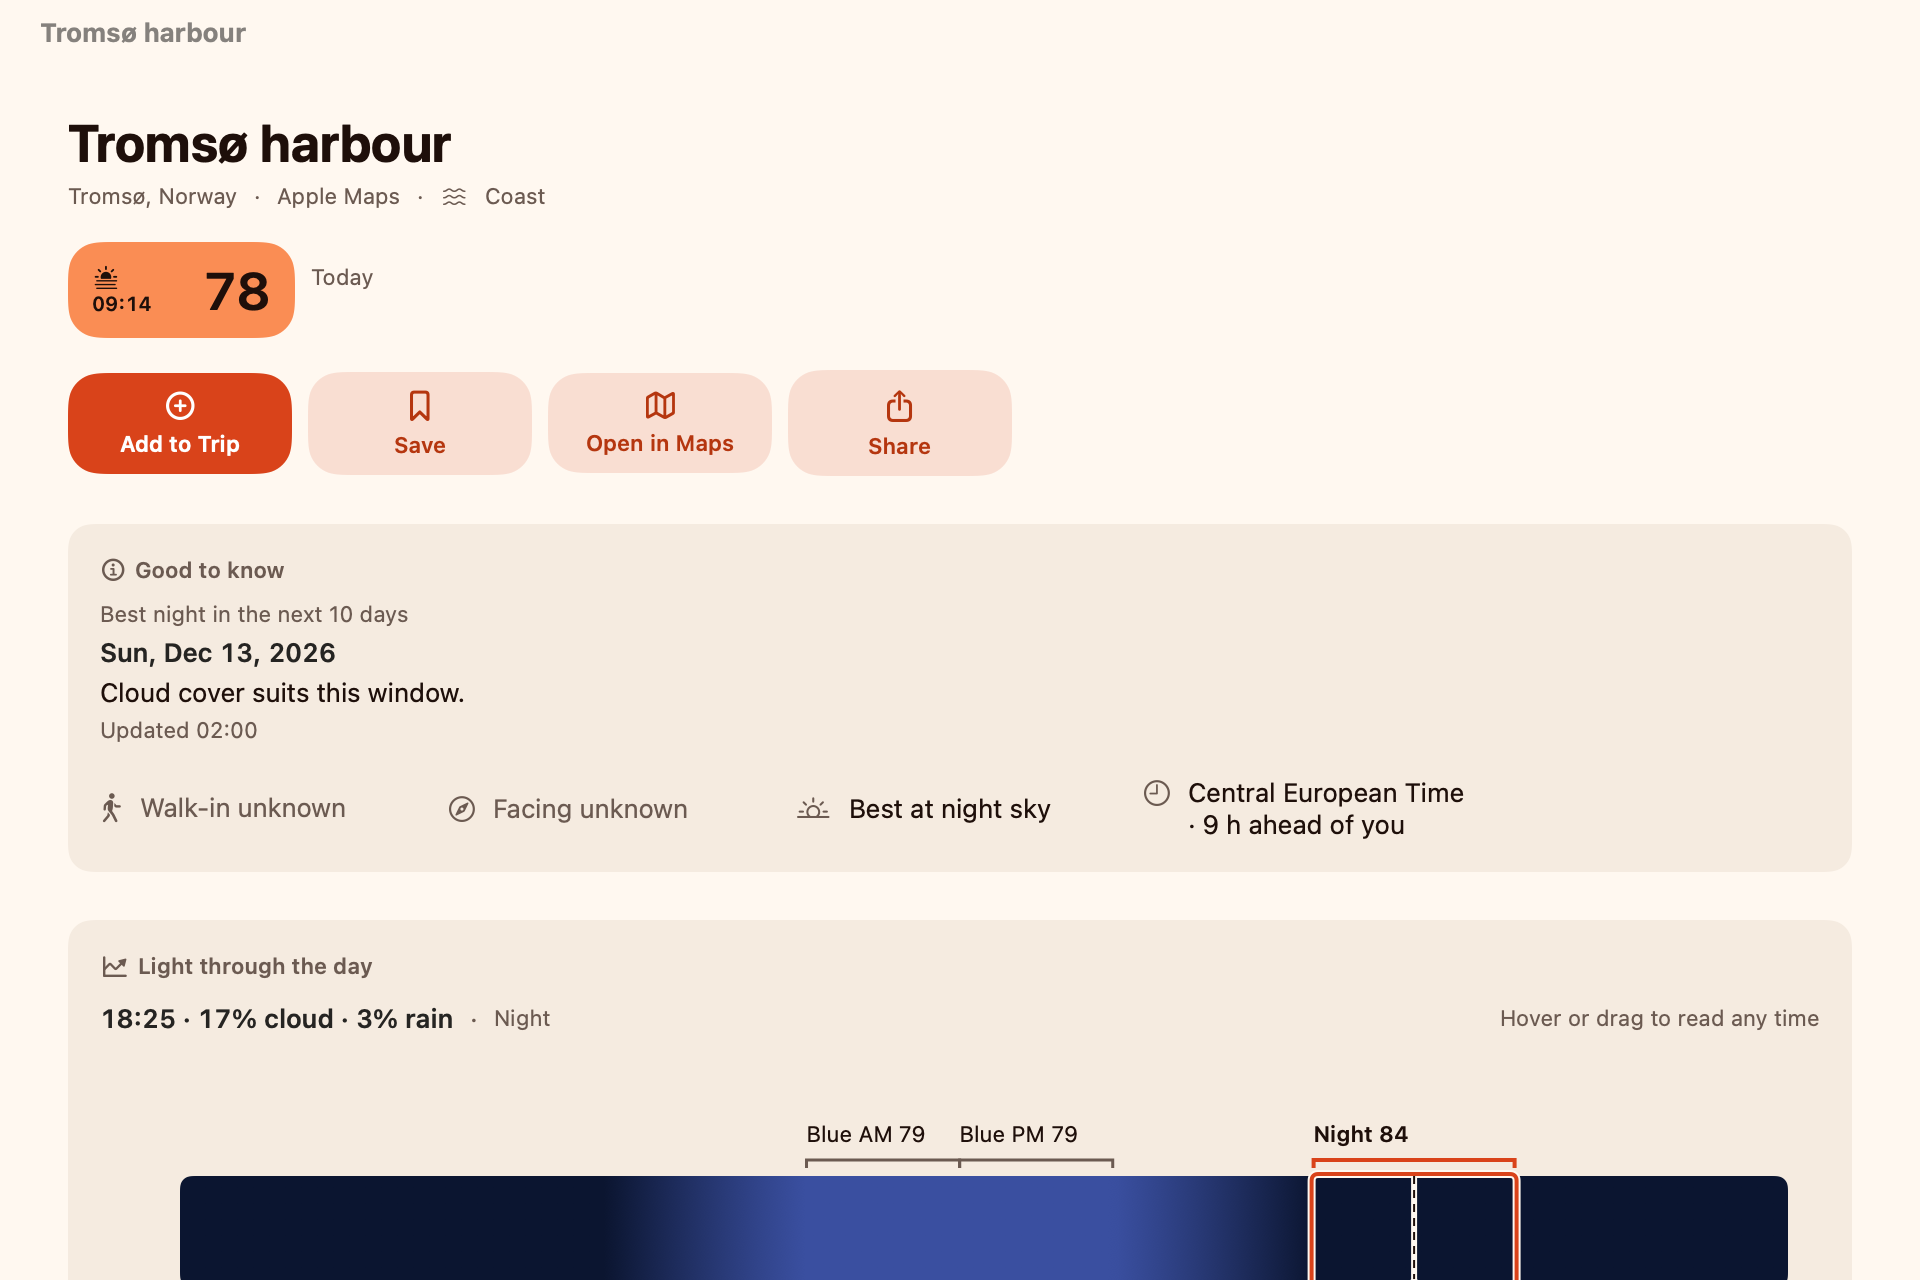 Tromsø harbour
Tromsø harbour
Tromsø, Norway · Apple Maps · Coast
09:14 78 Today
Add to Trip Save Open in Maps Share
Good to know
Best night in the next 10 days
Sun, Dec 13, 2026
Cloud cover suits this window.
Updated 02:00
Walk-in unknown Facing unknown Best at night sky Central European Time
· 9 h ahead of you
Light through the day
18:25 · 17% cloud · 3% rain · Night Hover or drag to read any time
Blue AM 79 Blue PM 79 Night 84